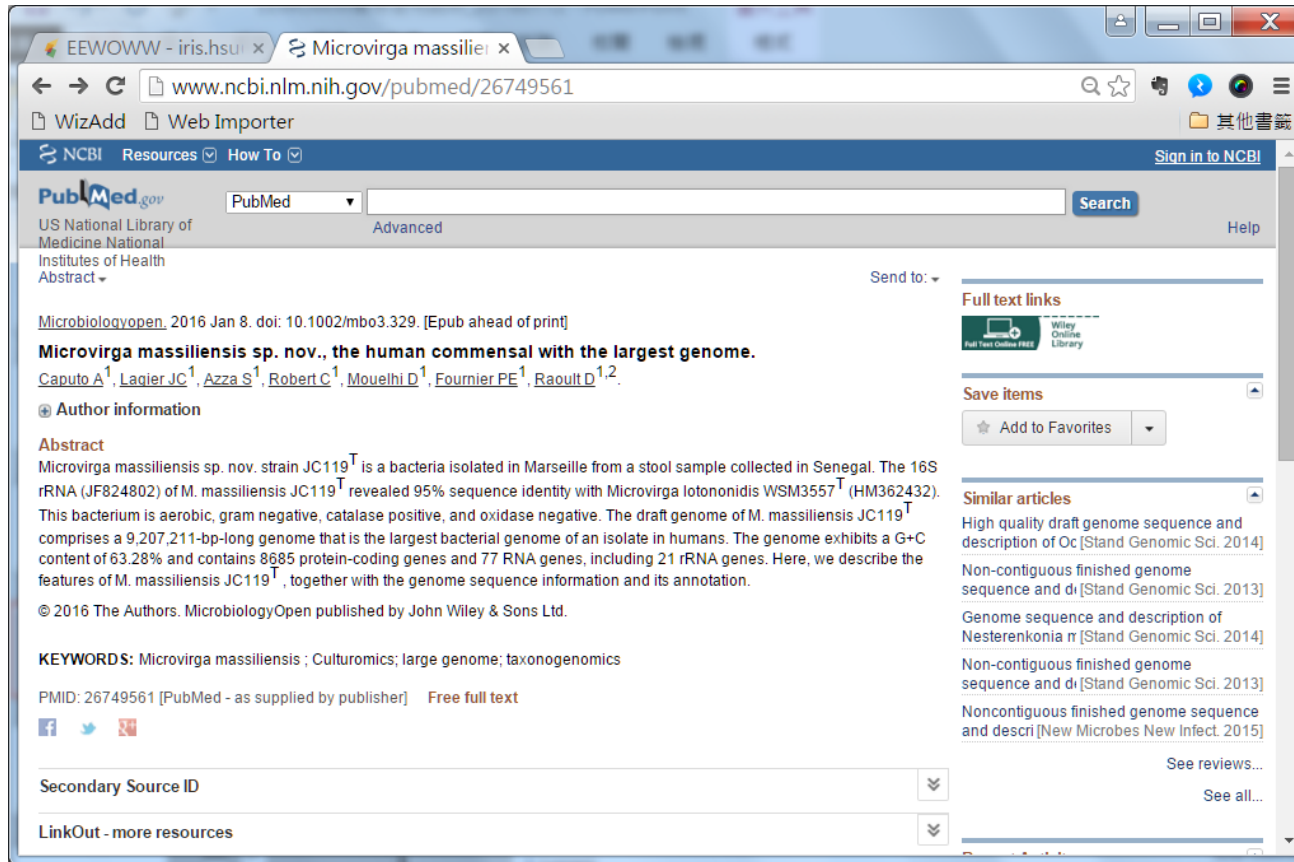 EEWOWW - iris.hsu
Microvirga massilier
www.ncbi.nlm.nih.gov/pubmed/26749561
WizAdd Web Importer 其他書籤
NCBI Resources How To Sign in to NCBI
PubMed.gov PubMed Search
US National Library of Advanced Help
Medicine National
Institutes of Health
Abstract Send to:
Microbiologyopen. 2016 Jan 8. doi: 10.1002/mbo3.329. [Epub ahead of print]
Microvirga massiliensis sp. nov., the human commensal with the largest genome.
Caputo A1, Lagier JC1, Azza S1, Robert C1, Mouelhi D1, Fournier PE1, Raoult D1,2.
Author information
Abstract
Microvirga massiliensis sp. nov. strain JC119T is a bacteria isolated in Marseille from a stool sample collected in Senegal. The 16S
rRNA (JF824802) of M. massiliensis JC119T revealed 95% sequence identity with Microvirga lotononidis WSM3557T (HM362432).
This bacterium is aerobic, gram negative, catalase positive, and oxidase negative. The draft genome of M. massiliensis JC119T
comprises a 9,207,211-bp-long genome that is the largest bacterial genome of an isolate in humans. The genome exhibits a G+C
content of 63.28% and contains 8685 protein-coding genes and 77 RNA genes, including 21 rRNA genes. Here, we describe the
features of M. massiliensis JC119T , together with the genome sequence information and its annotation.
© 2016 The Authors. MicrobiologyOpen published by John Wiley & Sons Ltd.
KEYWORDS: Microvirga massiliensis ; Culturomics; large genome; taxonogenomics
PMID: 26749561 [PubMed - as supplied by publisher] Free full text
Secondary Source ID
LinkOut - more resources
Full text links
Full Text Online FREE
Wiley
Online
Library
Save items
Add to Favorites
Similar articles
High quality draft genome sequence and
description of Oc [Stand Genomic Sci. 2014]
Non-contiguous finished genome
sequence and d [Stand Genomic Sci. 2013]
Genome sequence and description of
Nesterenkonia m [Stand Genomic Sci. 2014]
Non-contiguous finished genome
sequence and d [Stand Genomic Sci. 2013]
Noncontiguous finished genome sequence
and descri [New Microbes New Infect. 2015]
See reviews...
See all...